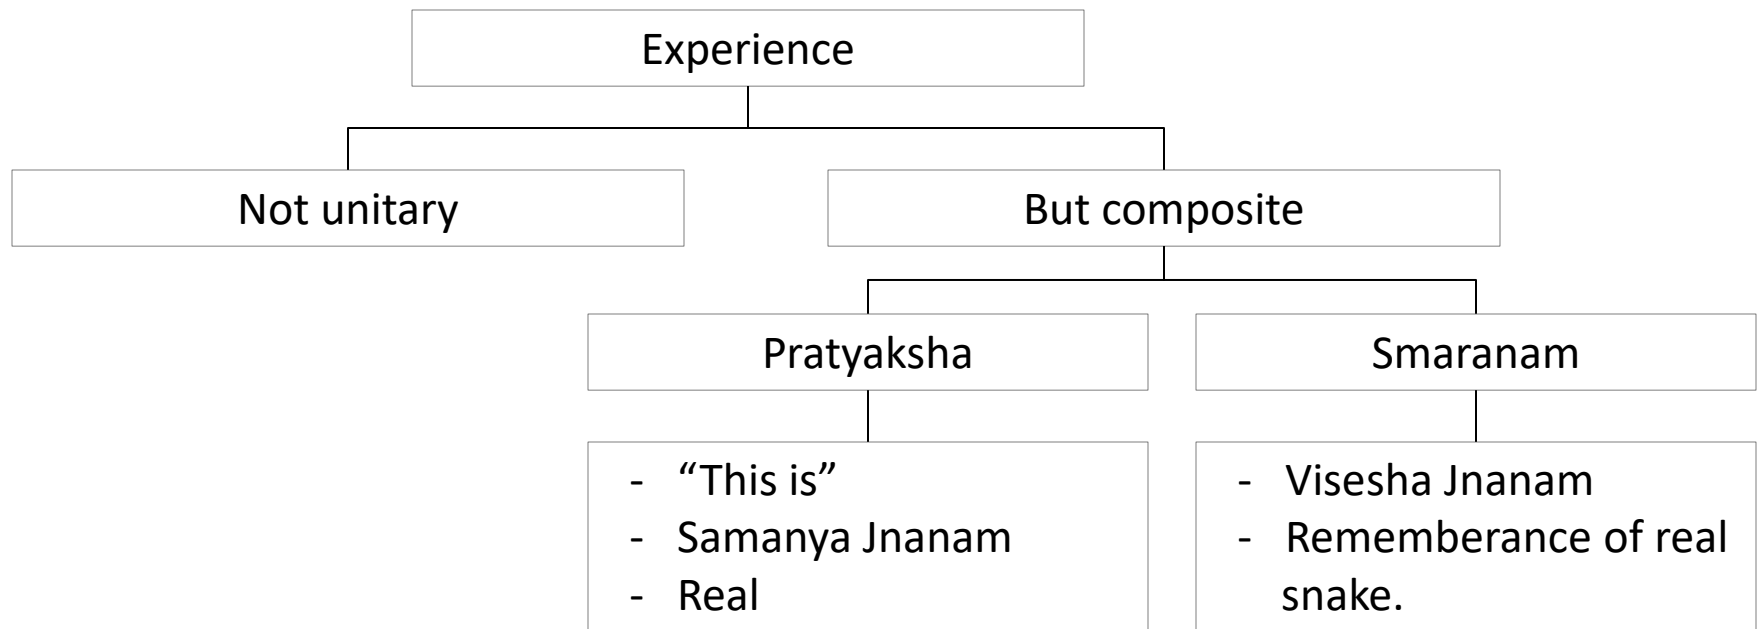 Experience
Not unitary
But composite
Pratyaksha
Smaranam
- “This is”
- Samanya Jnanam
- Real
- Visesha Jnanam
- Rememberance of real
snake.